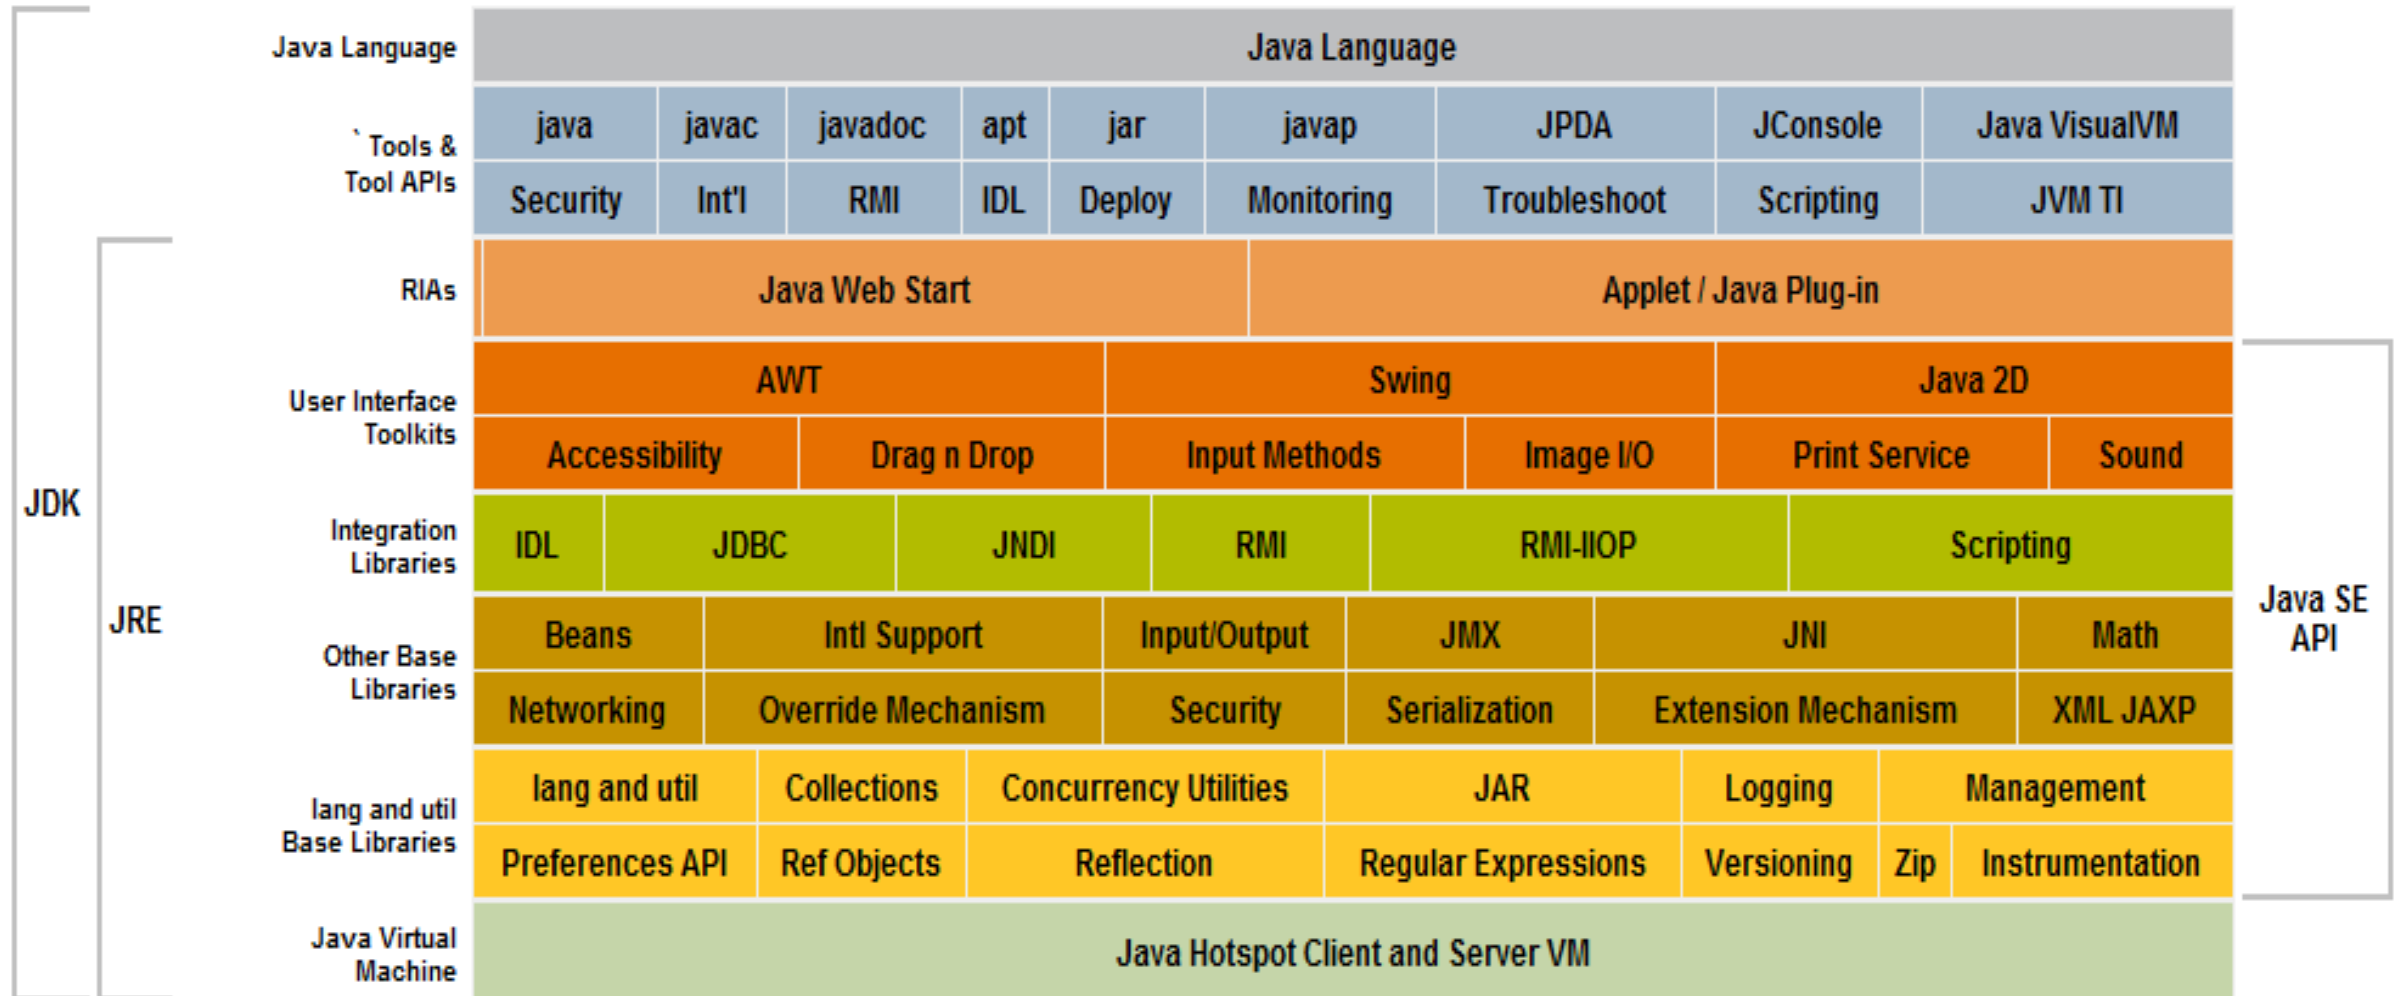 Java Language
Java Language
java javac javadoc apt jar javap JPDA JConsole Java VisualVM
` Tools &
Tool APIs
Security Int'l RMI IDL Deploy Monitoring Troubleshoot Scripting JVM TI
RIAs
Java Web Start Applet / Java Plug-in
AWT Swing Java 2D
User Interface
Toolkits
Accessibility Drag n Drop Input Methods Image I/O Print Service Sound
JDK
Integration
Libraries
IDL JDBC JNDI RMI RMI-IIOP Scripting
JRE
Java SE
API
Beans Intl Support Input/Output JMX JNI Math
Other Base
Libraries
Networking Override Mechanism Security Serialization Extension Mechanism XML JAXP
lang and util Collections Concurrency Utilities JAR Logging Management
lang and util
Base Libraries
Preferences API Ref Objects Reflection Regular Expressions Versioning Zip Instrumentation
Java Virtual
Machine
Java Hotspot Client and Server VM